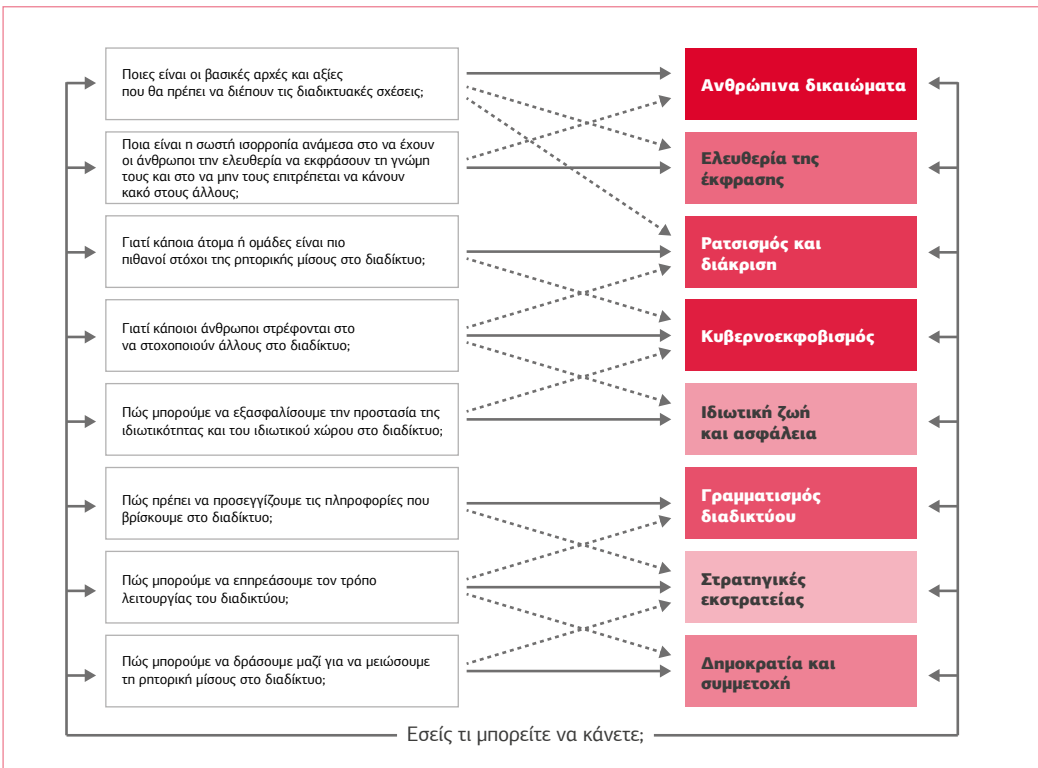 Ποιες είναι οι βασικές αρχές και αξίες
που θα πρέπει να διέπουν τις διαδικτυακές σχέσεις;
Ανθρώπινα δικαιώματα
Ποια είναι η σωστή ισορροπία ανάμεσα στο να έχουν
οι άνθρωποι την ελευθερία να εκφράσουν τη γνώμη
τους και στο να μην τους επιτρέπεται να κάνουν
κακό στους άλλους;
Ελευθερία της
έκφρασης
Γιατί κάποια άτομα ή ομάδες είναι πιο
πιθανοί στόχοι της ρητορικής μίσους στο διαδίκτυο;
Ρατσισμός και
διάκριση
Γιατί κάποιοι άνθρωποι στρέφονται στο
να στοχοποιούν άλλους στο διαδίκτυο;
Κυβερνοεκφοβισμός
Πώς μπορούμε να εξασφαλίσουμε την προστασία της
ιδιωτικότητας και του ιδιωτικού χώρου στο διαδίκτυο;
Ιδιωτική ζωή
και ασφάλεια
Πώς πρέπει να προσεγγίζουμε τις πληροφορίες που
βρίσκουμε στο διαδίκτυο;
Γραμματισμός
διαδικτύου
Πώς μπορούμε να επηρεάσουμε τον τρόπο
λειτουργίας του διαδικτύου;
Στρατηγικές
εκστρατείας
Πώς μπορούμε να δράσουμε μαζί για να μειώσουμε
τη ρητορική μίσους στο διαδίκτυο;
Δημοκρατία και
συμμετοχή
Εσείς τι μπορείτε να κάνετε;